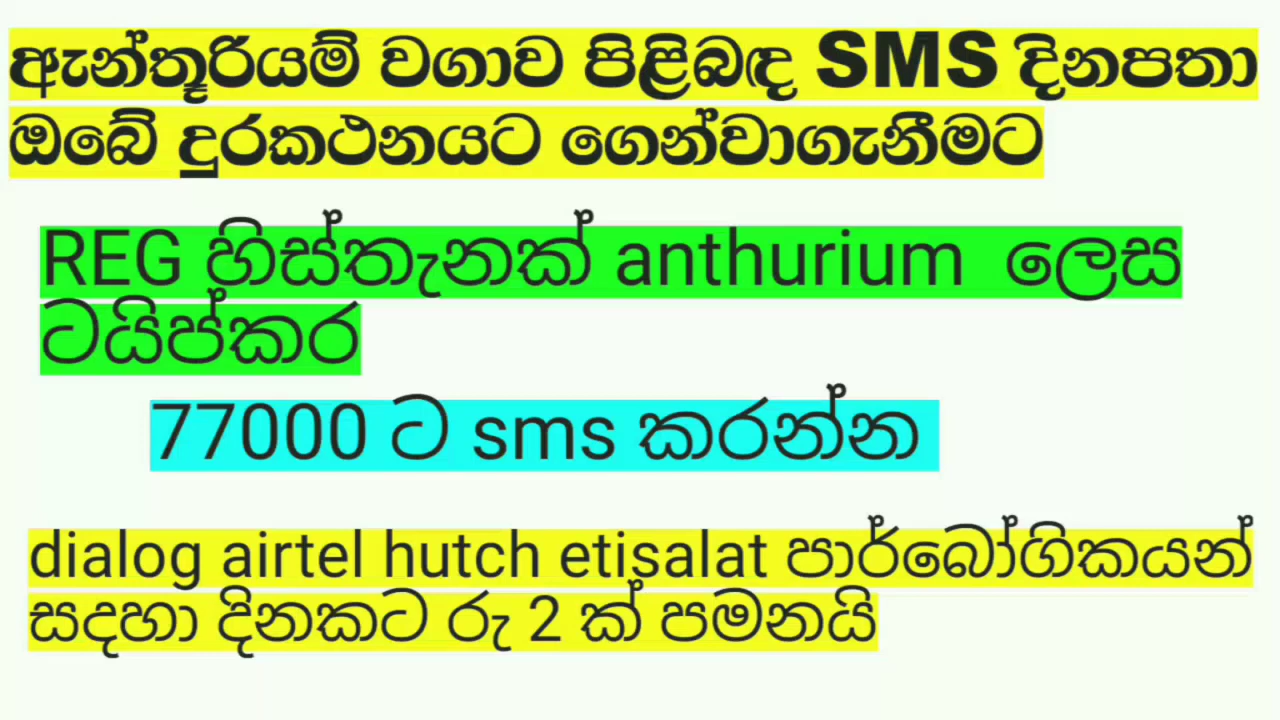 ඇන්තූරියම් වගාව පිළිබඳ SMS දිනපතා
ඔබේ දුරකථනයට ගෙන්වාගැනීමට
REG හිස්තැනක් anthurium ලෙස
ටයිප්කර
77000 ට sms කරන්න
dialog airtel hutch etisalat පාර්බෝගිකයන්
සදහා දිනකට රු 2 ක් පමනයි